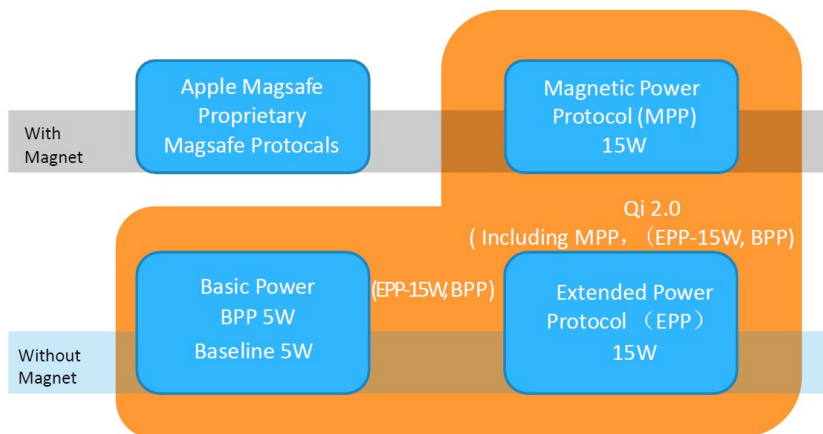 Apple Magsafe
Proprietary
Magsafe Protocals
Magnetic Power
Protocol (MPP)
15W
With
Magnet
Qi 2.0
( Including MPP，（EPP-15W, BPP)
Basic Power
BPP 5W
Baseline 5W
(EPP-15W, BPP)
Extended Power
Protocol （EPP）
15W
Without
Magnet